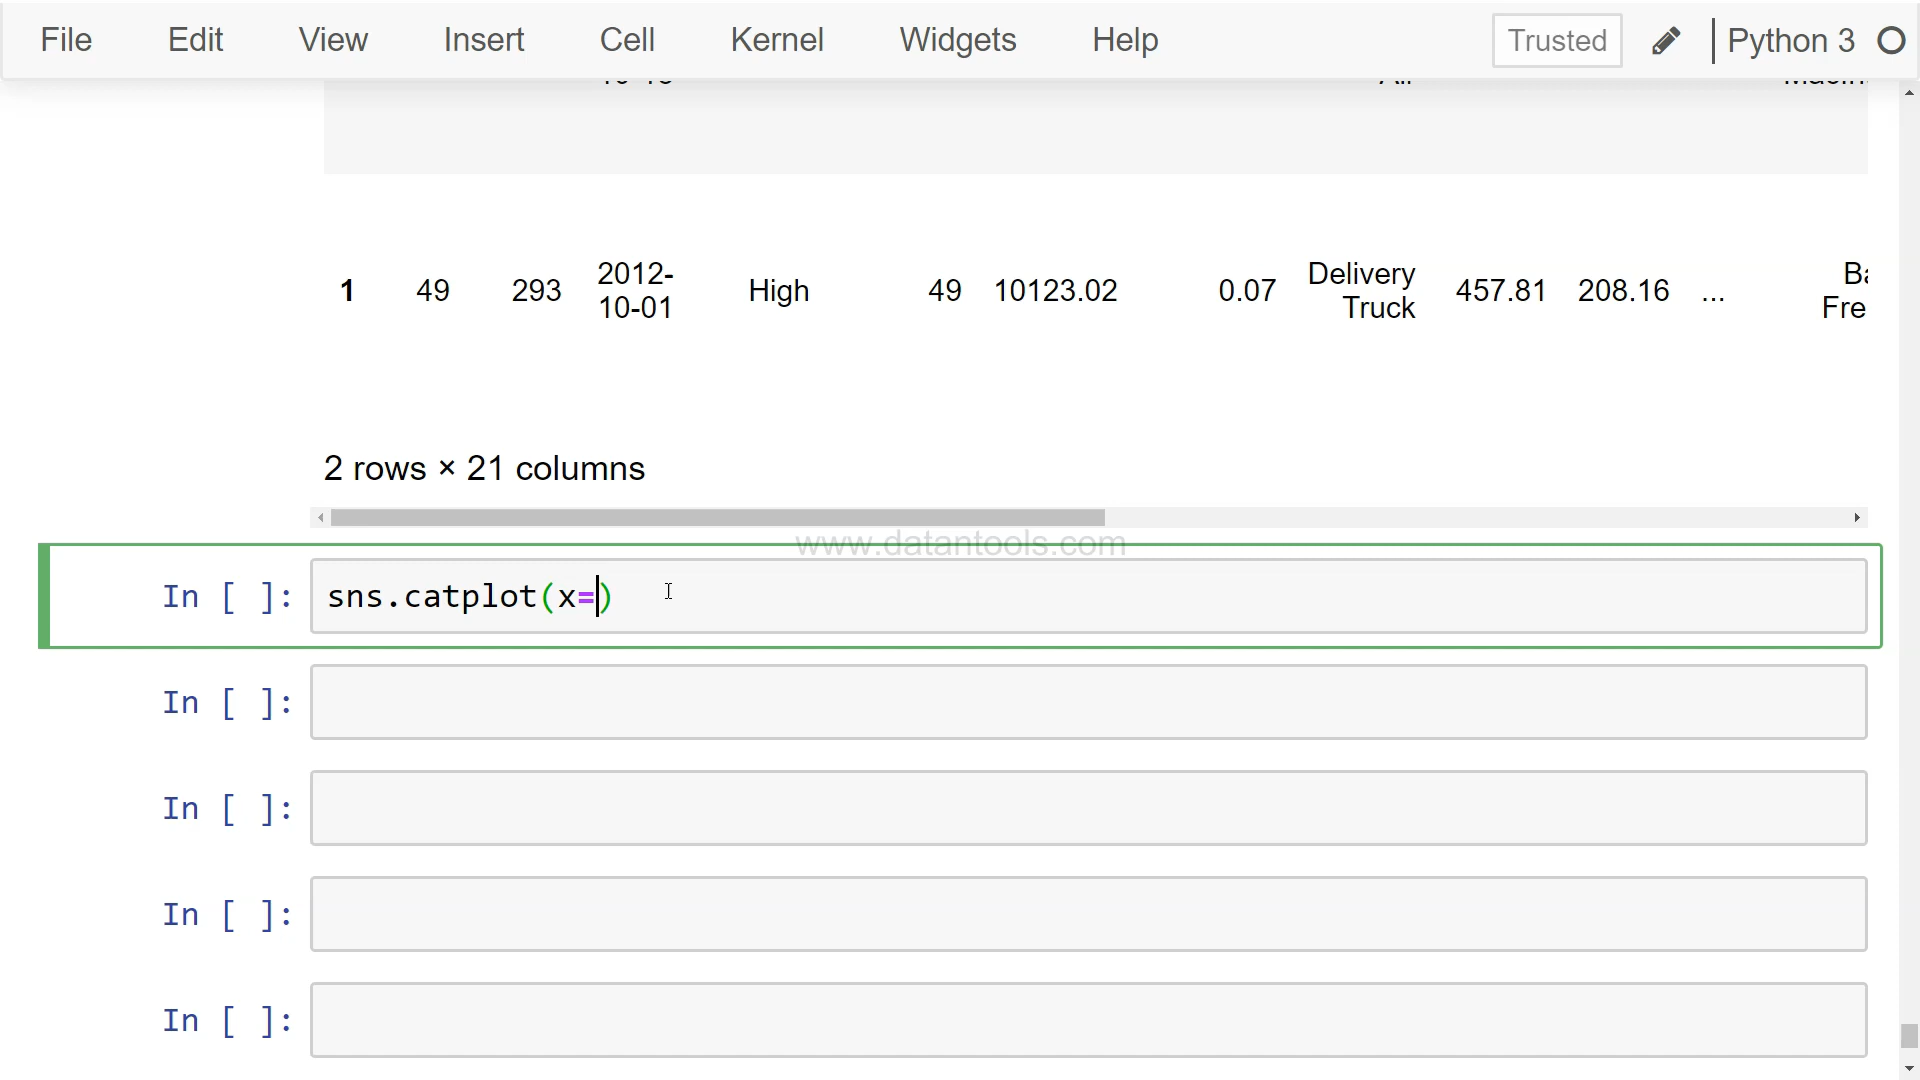 File Edit View Insert Cell Kernel Widgets Help Trusted Python 3
1 49 293 2012-10-01 High 49 10123.02 0.07 Delivery Truck 457.81 208.16 ...
2 rows × 21 columns
www.datantools.com
In [ ]: sns.catplot(x=)
In [ ]:
In [ ]:
In [ ]:
In [ ]: